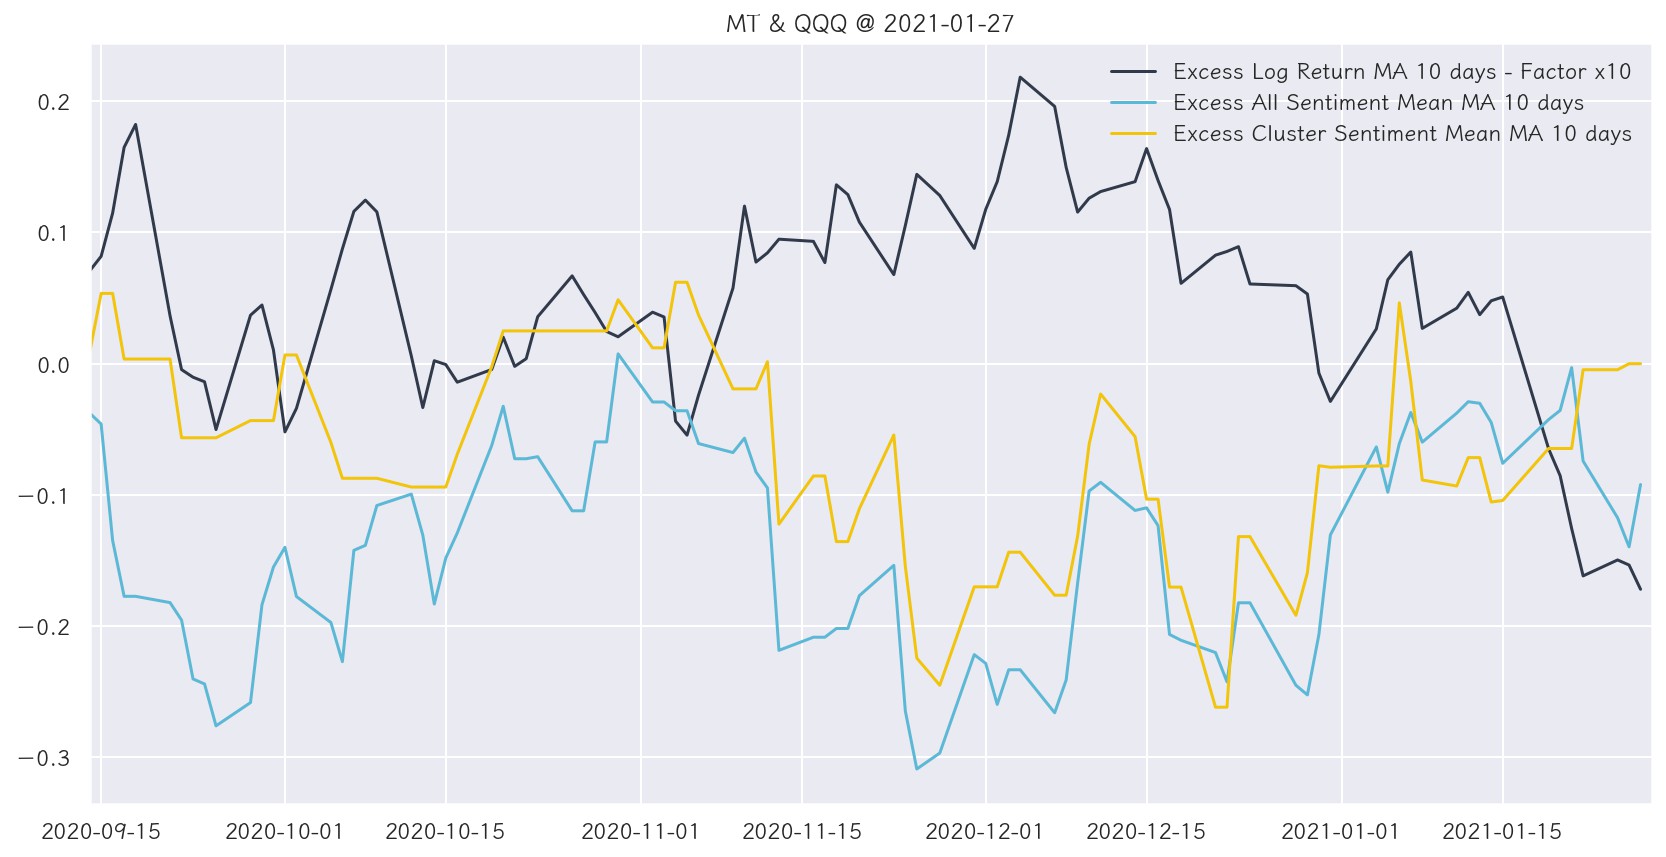 MT & QQQ @ 2021-01-27
Excess Log Return MA 10 days - Factor x10
Excess All Sentiment Mean MA 10 days
Excess Cluster Sentiment Mean MA 10 days
0.2
0.1
0.0
−0.1
−0.2
−0.3
2020-09-15 2020-10-01 2020-10-15 2020-11-01 2020-11-15 2020-12-01 2020-12-15 2021-01-01 2021-01-15